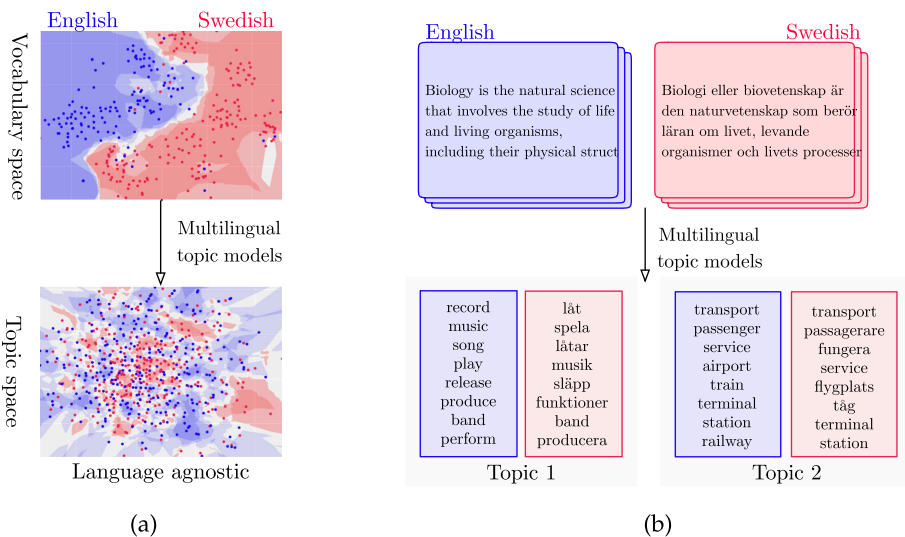 English
Swedish
Vocabulary space
Multilingual
topic models
Topic space
Language agnostic
(a)
English
Swedish
Biology is the natural science
that involves the study of life
and living organisms,
including their physical struct
Biologi eller biovetenskap är
den naturvetenskap som berör
läran om livet, levande
organismer och livets processer
Multilingual
topic models
record
music
song
play
release
produce
band
perform
låt
spela
låtar
musik
släpp
funktioner
band
producera
Topic 1
transport
passenger
service
airport
train
terminal
station
railway
transport
passagerare
fungera
service
flygplats
tåg
terminal
station
Topic 2
(b)